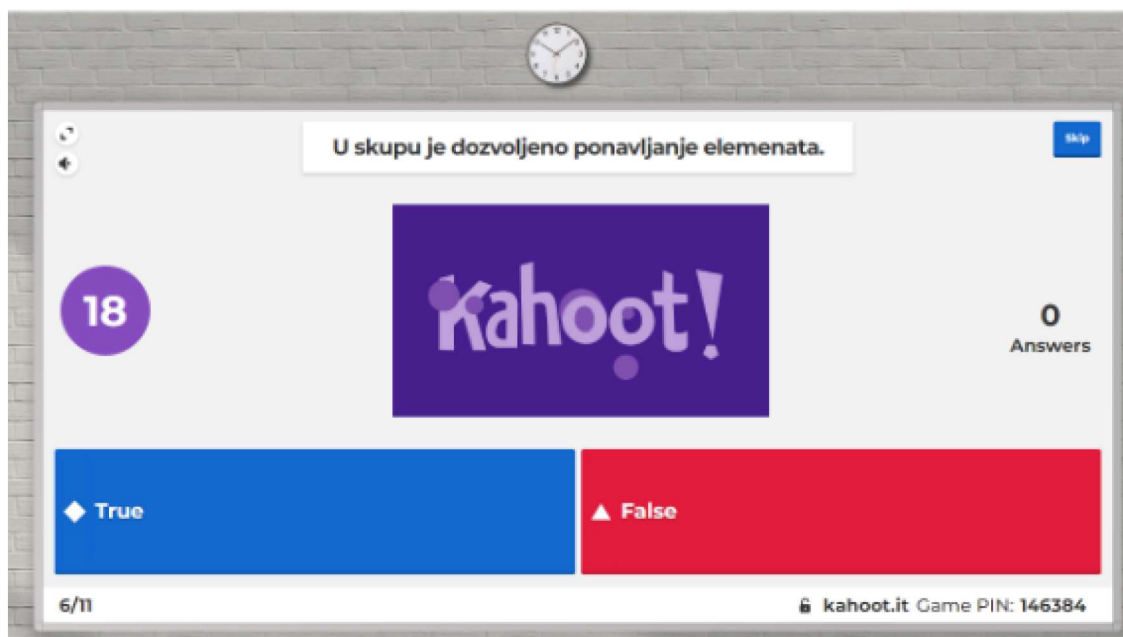 U skupu je dozvoljeno ponavljanje elemenata.
Skip
18
Kahoot!
0
Answers
True
False
6/11
kahoot.it Game PIN: 146384